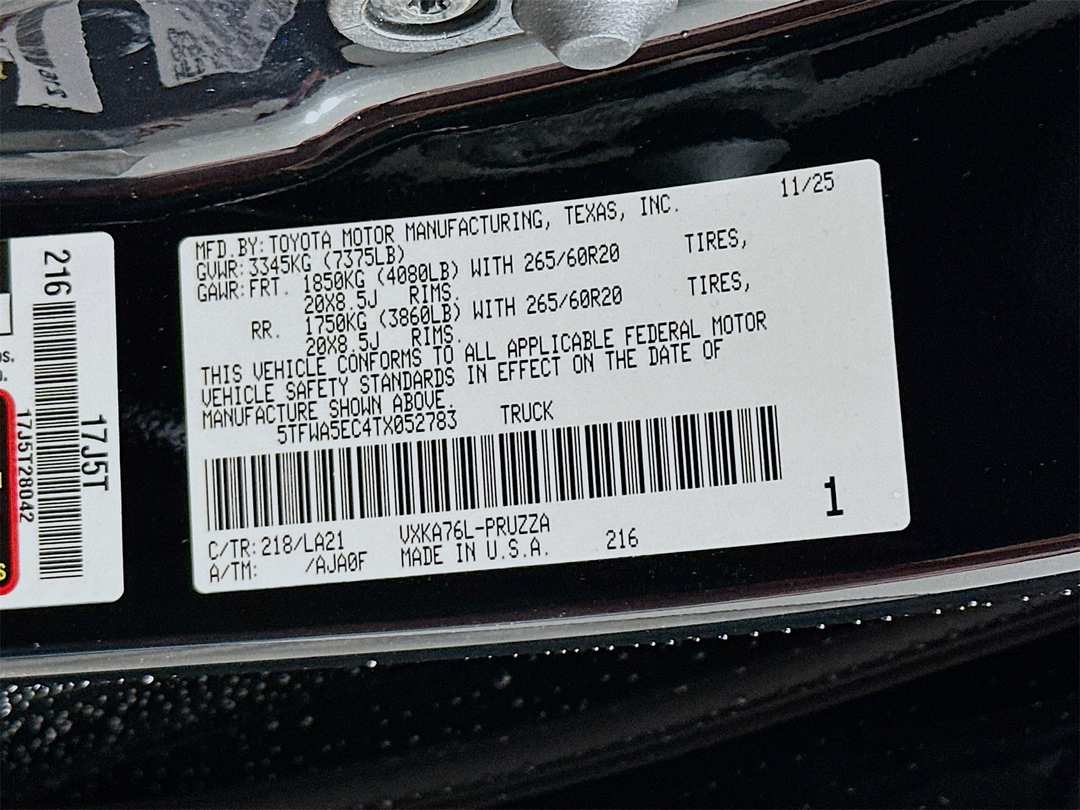 11/25
MFD.BY:TOYOTA MOTOR MANUFACTURING, TEXAS, INC.
GVWR:3345KG (7375LB)
GAWR:FRT. 1850KG (4080LB) WITH 265/60R20 TIRES,
20X8.5J RIMS.
RR. 1750KG (3860LB) WITH 265/60R20 TIRES,
20X8.5J RIMS.
THIS VEHICLE CONFORMS TO ALL APPLICABLE FEDERAL MOTOR
VEHICLE SAFETY STANDARDS IN EFFECT ON THE DATE OF
MANUFACTURE SHOWN ABOVE.
5TFWA5EC4TX052783 TRUCK
C/TR:218/LA21 VXKA76L-PRUZZA
A/TM: /AJA0F MADE IN U.S.A. 216
1
216
17J5T
17J5T28042